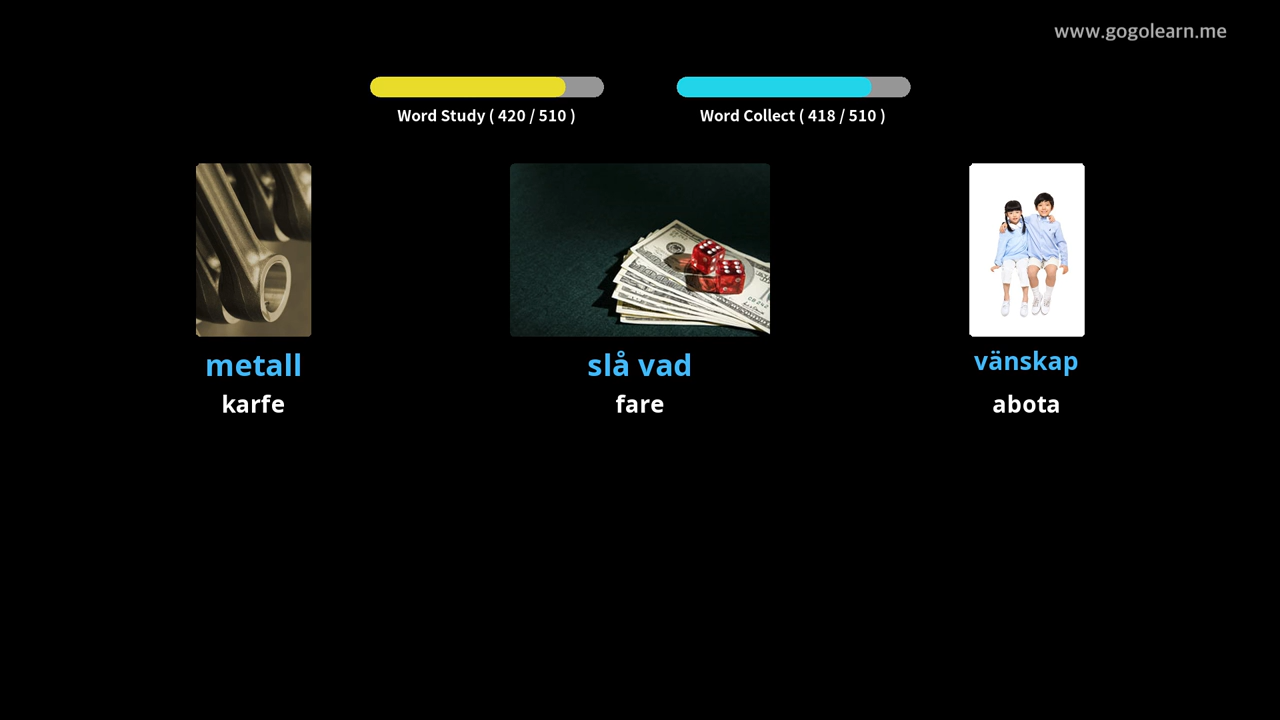 www.gogolearn.me
Word Study ( 420 / 510 )
Word Collect ( 418 / 510 )
metall
karfe
slå vad
fare
vänskap
abota